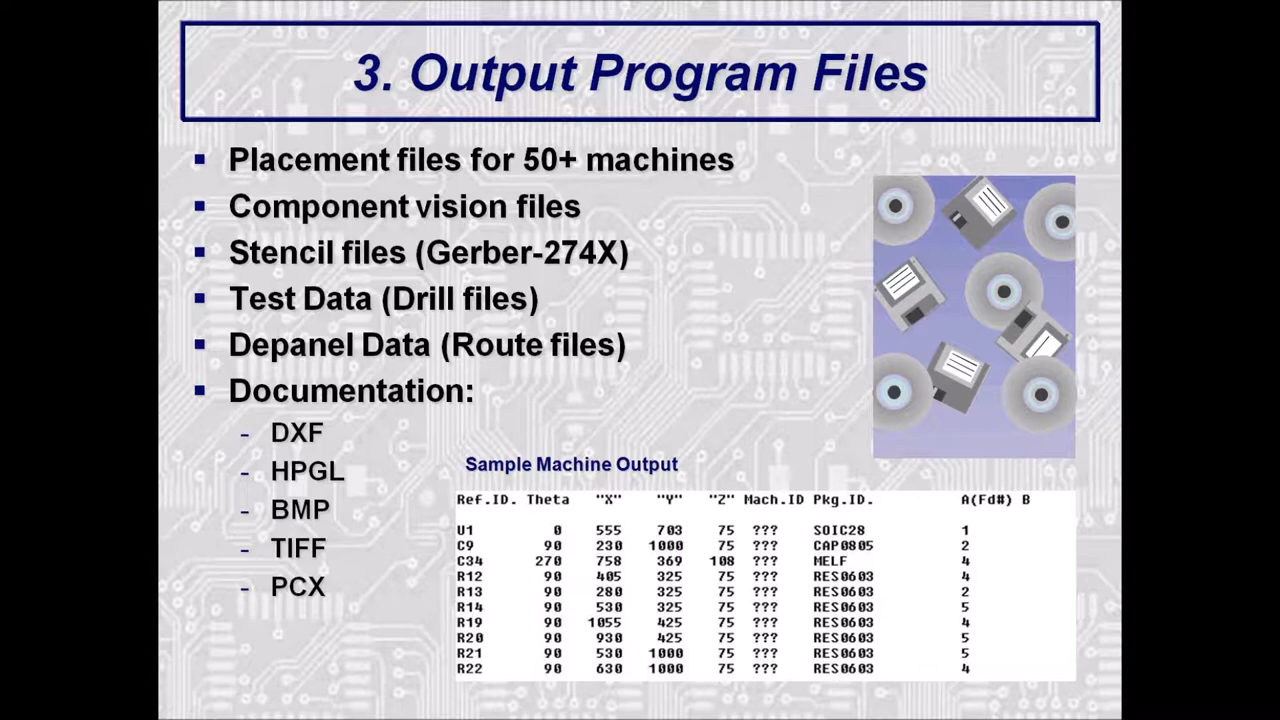 3. Output Program Files
▪ Placement files for 50+ machines
▪ Component vision files
▪ Stencil files (Gerber-274X)
▪ Test Data (Drill files)
▪ Depanel Data (Route files)
▪ Documentation:
- DXF
- HPGL
- BMP
- TIFF
- PCX
Sample Machine Output
Ref.ID. Theta "X" "Y" "Z" Mach.ID Pkg.ID. A(Fd#) B
U1 0 555 703 75 ??? SOIC28 1
C9 90 230 1000 75 ??? CAP0805 2
C34 270 758 369 108 ??? MELF 4
R12 90 405 325 75 ??? RES0603 4
R13 90 280 325 75 ??? RES0603 2
R14 90 530 325 75 ??? RES0603 5
R19 90 1055 425 75 ??? RES0603 4
R20 90 930 425 75 ??? RES0603 5
R21 90 530 1000 75 ??? RES0603 5
R22 90 630 1000 75 ??? RES0603 4